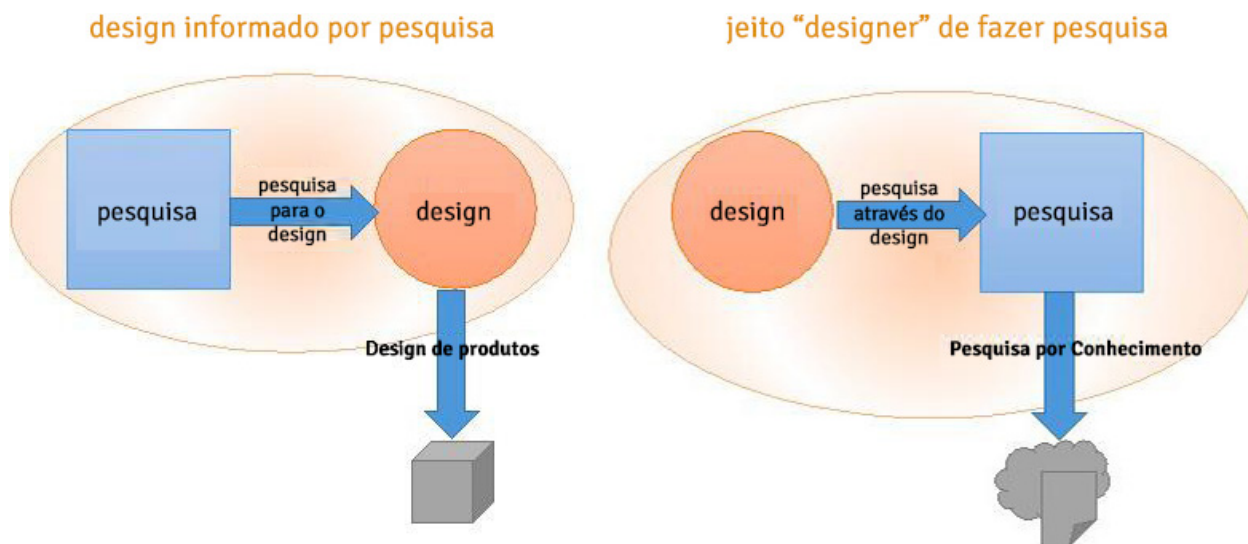 design informado por pesquisa
pesquisa
pesquisa
para o
design
design
Design de produtos
jeito “designer” de fazer pesquisa
design
pesquisa
através do
design
pesquisa
Pesquisa por Conhecimento